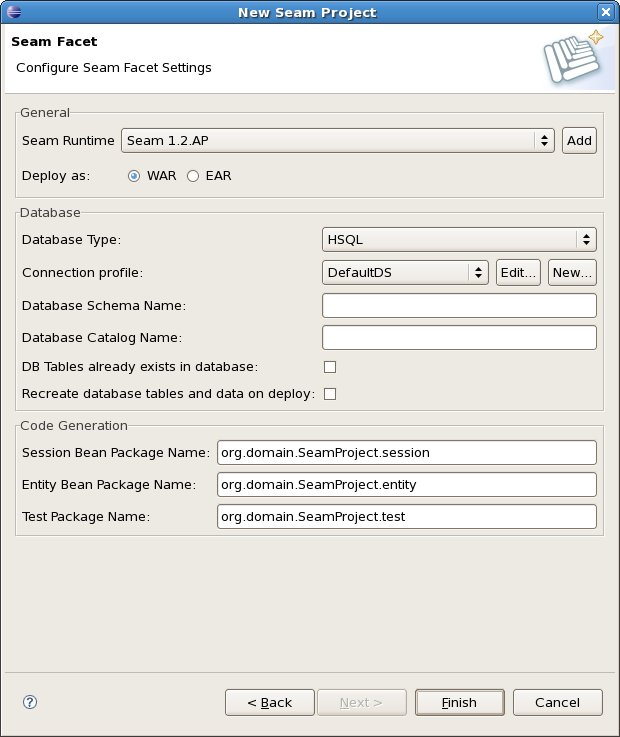 New Seam Project
Seam Facet
Configure Seam Facet Settings
General
Seam Runtime Seam 1.2.AP Add
Deploy as: WAR EAR
Database
Database Type: HSQL
Connection profile: DefaultDS Edit... New...
Database Schema Name:
Database Catalog Name:
DB Tables already exists in database:
Recreate database tables and data on deploy:
Code Generation
Session Bean Package Name: org.domain.SeamProject.session
Entity Bean Package Name: org.domain.SeamProject.entity
Test Package Name: org.domain.SeamProject.test
? < Back Next > Finish Cancel